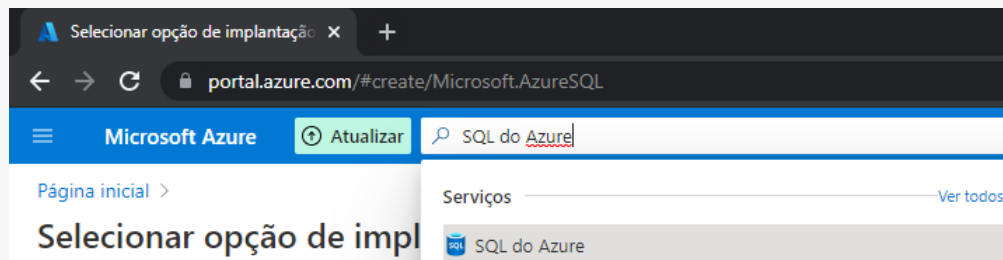 Selecionar opção de implantação
portal.azure.com/#create/Microsoft.AzureSQL
Microsoft Azure
Atualizar
SQL do Azure
Página inicial >
Serviços
Ver todos
Selecionar opção de impl
SQL do Azure